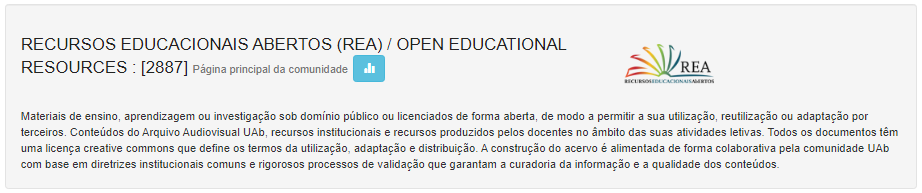 RECURSOS EDUCACIONAIS ABERTOS (REA) / OPEN EDUCATIONAL
RESOURCES : [2887] Página principal da comunidade
REA
RECURSOSEDUCACIONAISABERTOS
Materiais de ensino, aprendizagem ou investigação sob domínio público ou licenciados de forma aberta, de modo a permitir a sua utilização, reutilização ou adaptação por
terceiros. Conteúdos do Arquivo Audiovisual UAb, recursos institucionais e recursos produzidos pelos docentes no âmbito das suas atividades letivas. Todos os documentos têm
uma licença creative commons que define os termos da utilização, adaptação e distribuição. A construção do acervo é alimentada de forma colaborativa pela comunidade UAb
com base em diretrizes institucionais comuns e rigorosos processos de validação que garantam a curadoria da informação e a qualidade dos conteúdos.